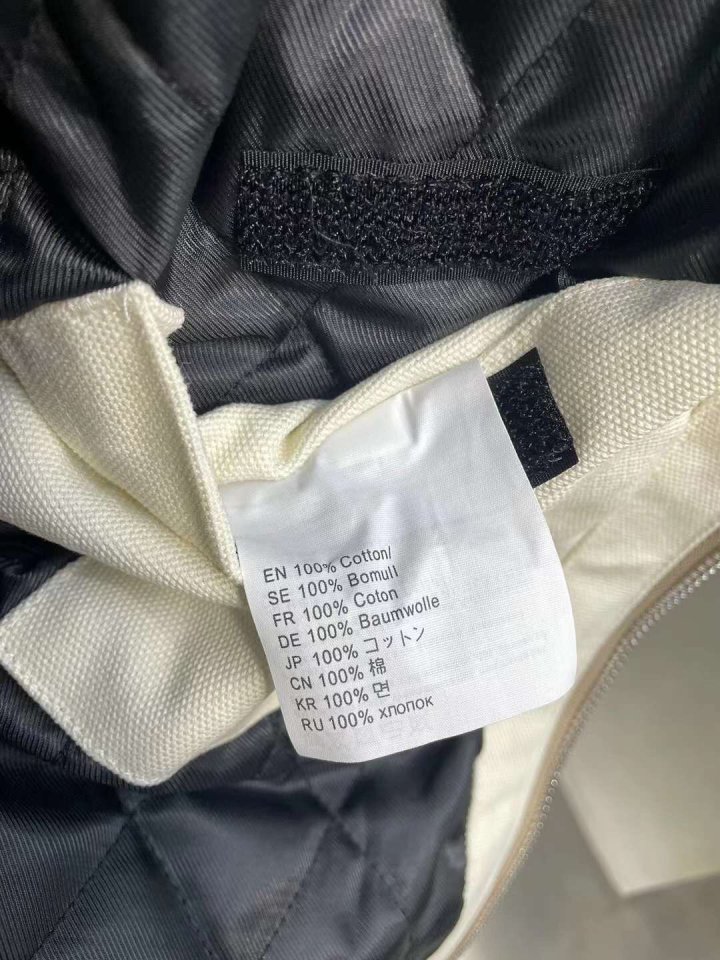 EN 100% Cotton/
SE 100% Bomull
FR 100% Coton
DE 100% Baumwolle
JP 100% コットン
CN 100% 棉
KR 100% 면
RU 100% хлопок